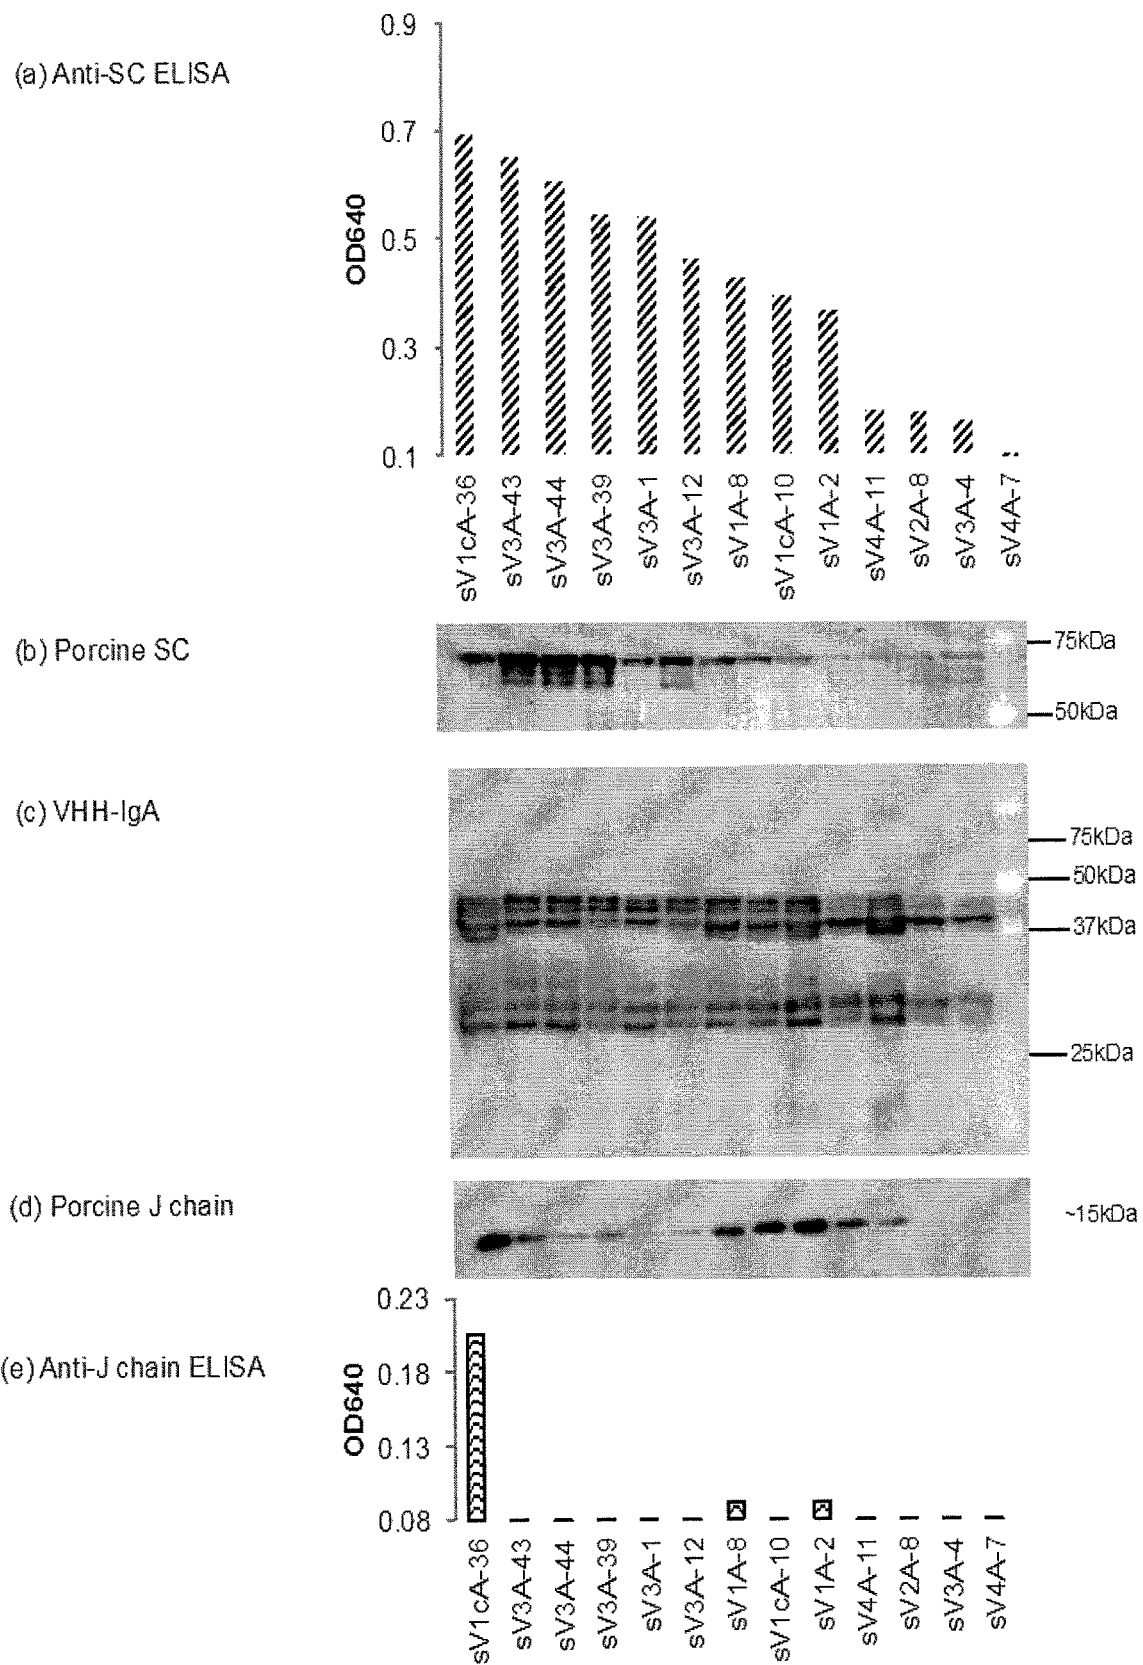 (a) Anti-SC ELISA
OD640
0.9
0.7
0.5
0.3
0.1
sV1cA-36
sV3A-43
sV3A-44
sV3A-39
sV3A-1
sV3A-12
sV1A-8
sV1cA-10
sV1A-2
sV4A-11
sV2A-8
sV3A-4
sV4A-7
(b) Porcine SC
75kDa
50kDa
(c) VHH-IgA
75kDa
50kDa
37kDa
25kDa
(d) Porcine J chain
~15kDa
(e) Anti-J chain ELISA
OD640
0.23
0.18
0.13
0.08
sV1cA-36
sV3A-43
sV3A-44
sV3A-39
sV3A-1
sV3A-12
sV1A-8
sV1cA-10
sV1A-2
sV4A-11
sV2A-8
sV3A-4
sV4A-7